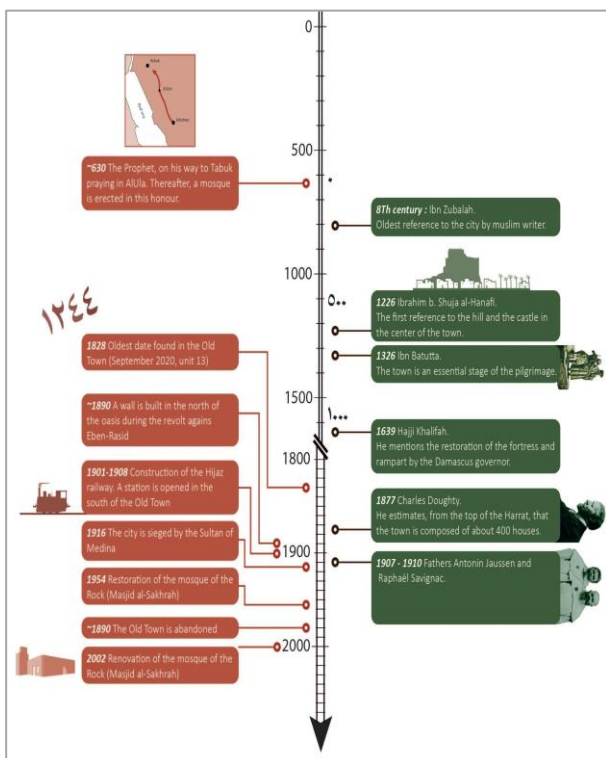 0
500
1000
1500
1800
1900
2000
٠
٥٠٠
١٠٠٠
Tabuk
AlUla
~630 The Prophet, on his way to Tabuk
praying in AlUla. Thereafter, a mosque
is erected in this honour.
١٢٤٤
1828 Oldest date found in the Old
Town (September 2020, unit 13)
~1890 A wall is built in the north of
the oasis during the revolt agains
Eben-Rasid
1901-1908 Construction of the Hijaz
railway. A station is opened in the
south of the Old Town
1916 The city is sieged by the Sultan of
Medina
1954 Restoration of the mosque of the
Rock (Masjid al-Sakhrah)
~1890 The Old Town is abandoned
2002 Renovation of the mosque of the
Rock (Masjid al-Sakhrah)
8Th century : Ibn Zubalah.
Oldest reference to the city by muslim writer.
1226 Ibrahim b. Shuja al-Hanafi.
The first reference to the hill and the castle in
the center of the town.
1326 Ibn Batutta.
The town is an essential stage of the pilgrimage.
1639 Hajji Khalifah.
He mentions the restoration of the fortress and
rampart by the Damascus governor.
1877 Charles Doughty.
He estimates, from the top of the Harrat, that
the town is composed of about 400 houses.
1907 - 1910 Fathers Antonin Jaussen and
Raphaël Savignac.